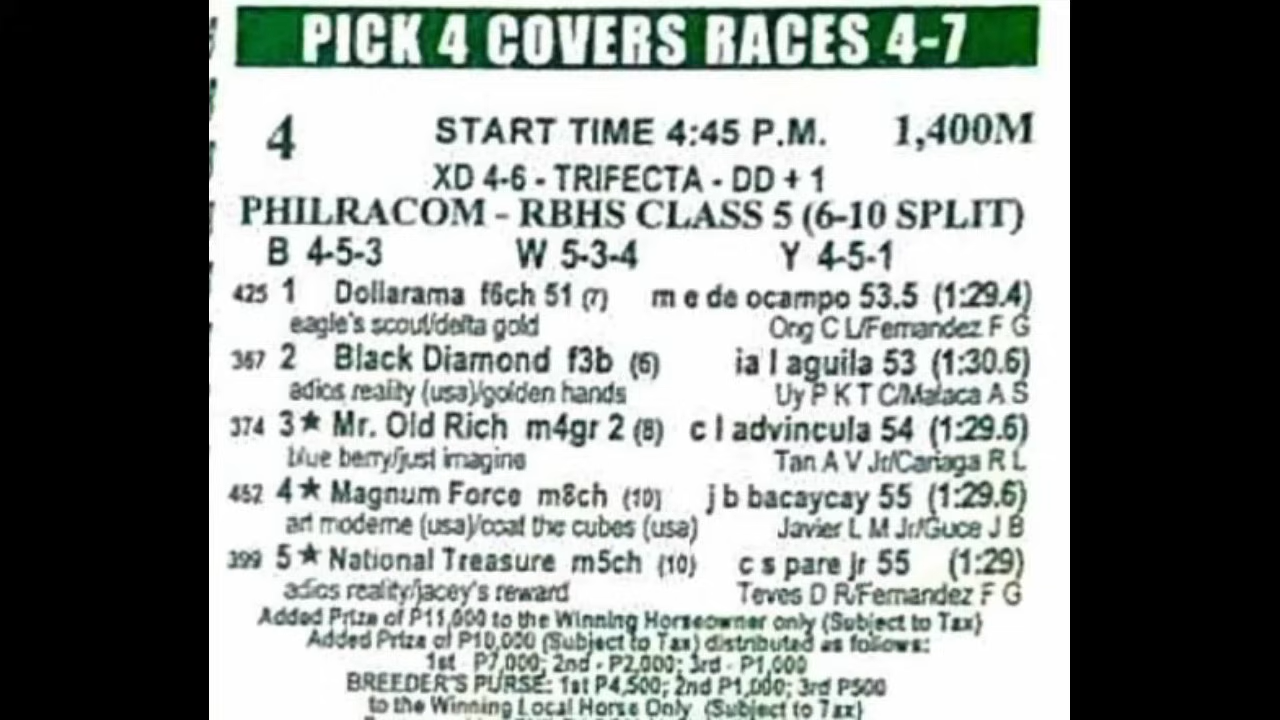 PICK 4 COVERS RACES 4-7
4 START TIME 4:45 P.M. 1,400M
XD 4-6 - TRIFECTA - DD + 1
PHILRACOM - RBHS CLASS 5 (6-10 SPLIT)
B 4-5-3 W 5-3-4 Y 4-5-1
425 1 Dollarama f6ch 51 (7) m e de ocampo 53.5 (1:29.4)
eagle's scout/delta gold Ong C L/Fernandez F G
367 2 Black Diamond f3b (6) ia l aguila 53 (1:30.6)
adios reality (usa)/golden hands Uy P K T C/Malaca A S
374 3★ Mr. Old Rich m4gr 2 (8) c l advincula 54 (1:29.6)
blue berry/just imagine Tan A V Jr/Cariaga R L
452 4★ Magnum Force m8ch (10) j b bacaycay 55 (1:29.6)
art moderne (usa)/coat the cubes (usa) Javier L M Jr/Guce J B
399 5★ National Treasure m5ch (10) c s pare jr 55 (1:29)
adios reality/jacey's reward Teves D R/Fernandez F G
Added Prize of P11,000 to the Winning Horseowner only (Subject to Tax)
Added Prize of P10,000 (Subject to Tax) distributed as follows:
1st - P7,000; 2nd - P2,000; 3rd - P1,000
BREEDER'S PURSE: 1st P4,500; 2nd P1,000; 3rd P500
to the Winning Local Horse Only (Subject to Tax)